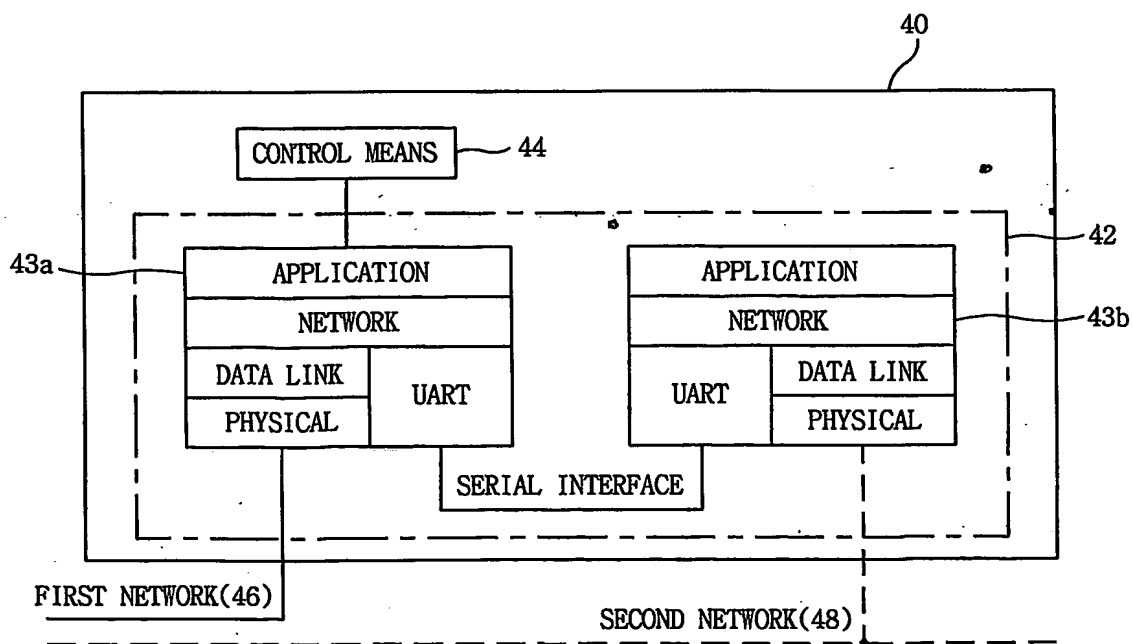 40
CONTROL MEANS
44
42
43a
APPLICATION
APPLICATION
NETWORK
NETWORK
43b
DATA LINK
UART
UART
DATA LINK
PHYSICAL
PHYSICAL
SERIAL INTERFACE
FIRST NETWORK(46)
SECOND NETWORK(48)